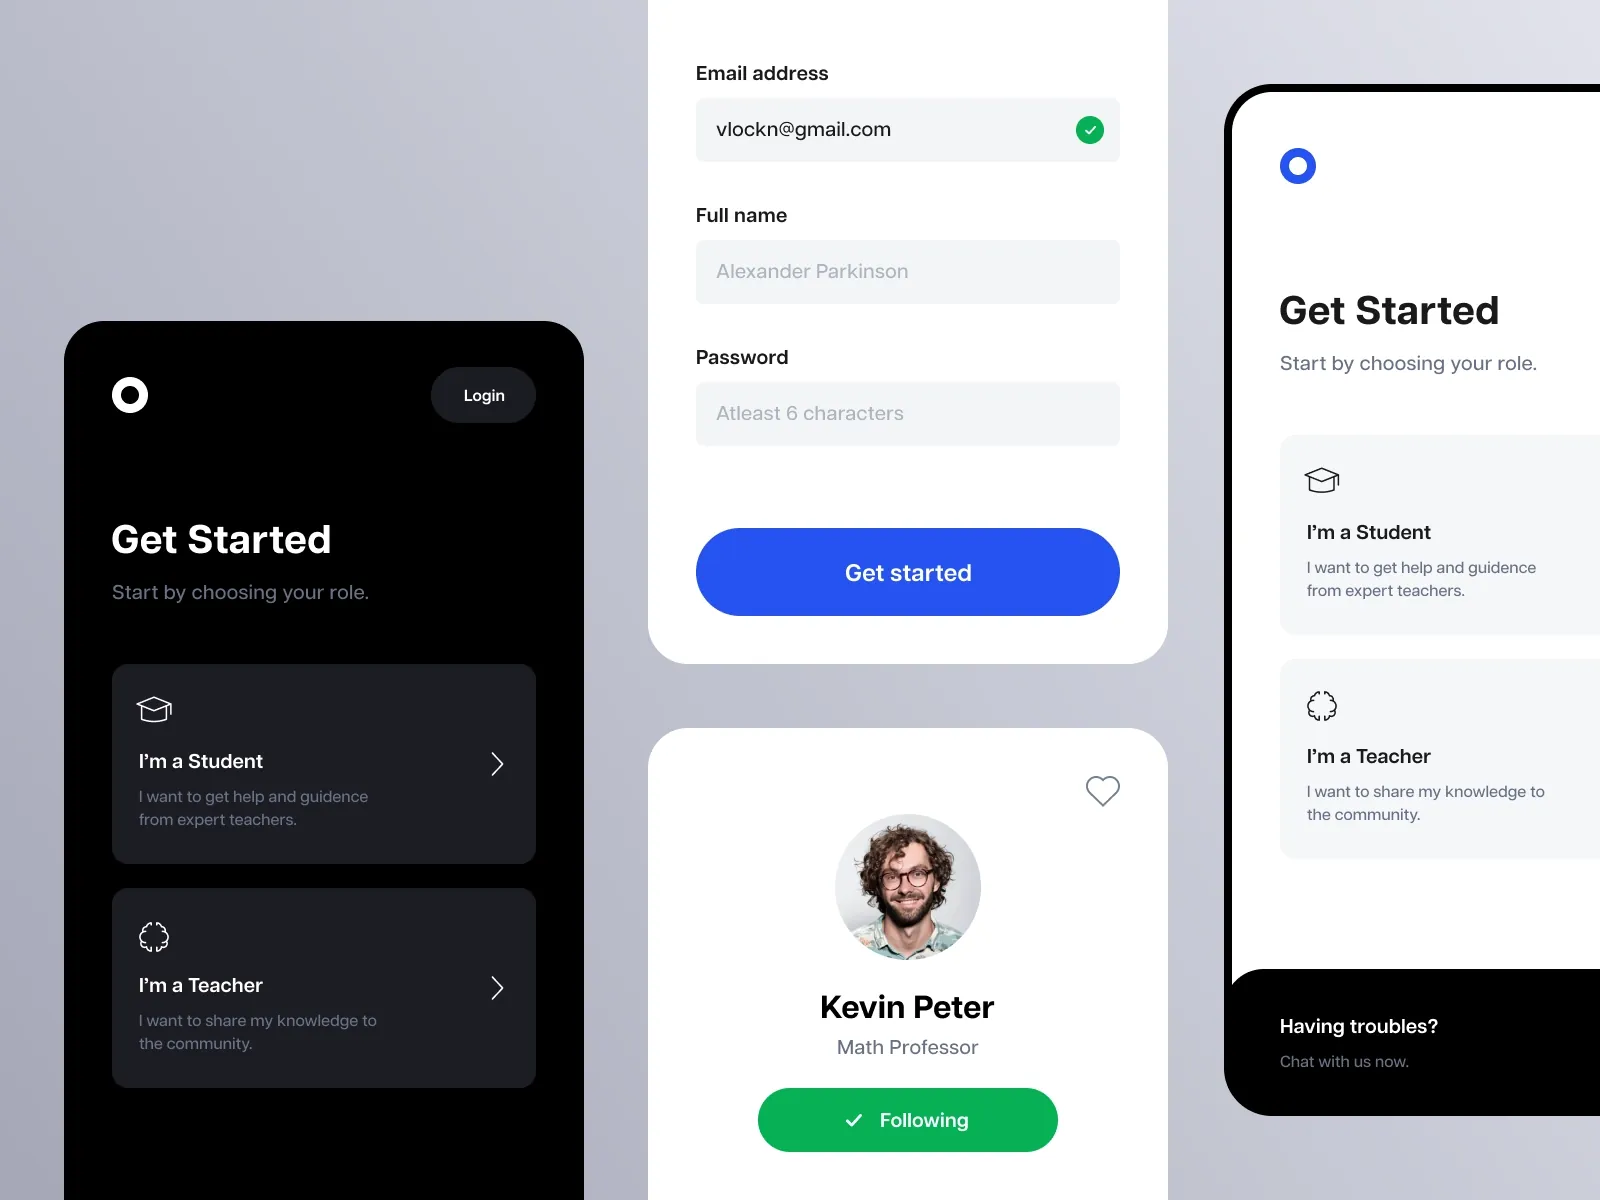 Login
Get Started
Start by choosing your role.
I'm a Student
I want to get help and guidence
from expert teachers.
I'm a Teacher
I want to share my knowledge to
the community.
Email address
vlockn@gmail.com
Full name
Alexander Parkinson
Password
Atleast 6 characters
Get started
Kevin Peter
Math Professor
Following
Get Started
Start by choosing your role.
I'm a Student
I want to get help and guidence
from expert teachers.
I'm a Teacher
I want to share my knowledge to
the community.
Having troubles?
Chat with us now.